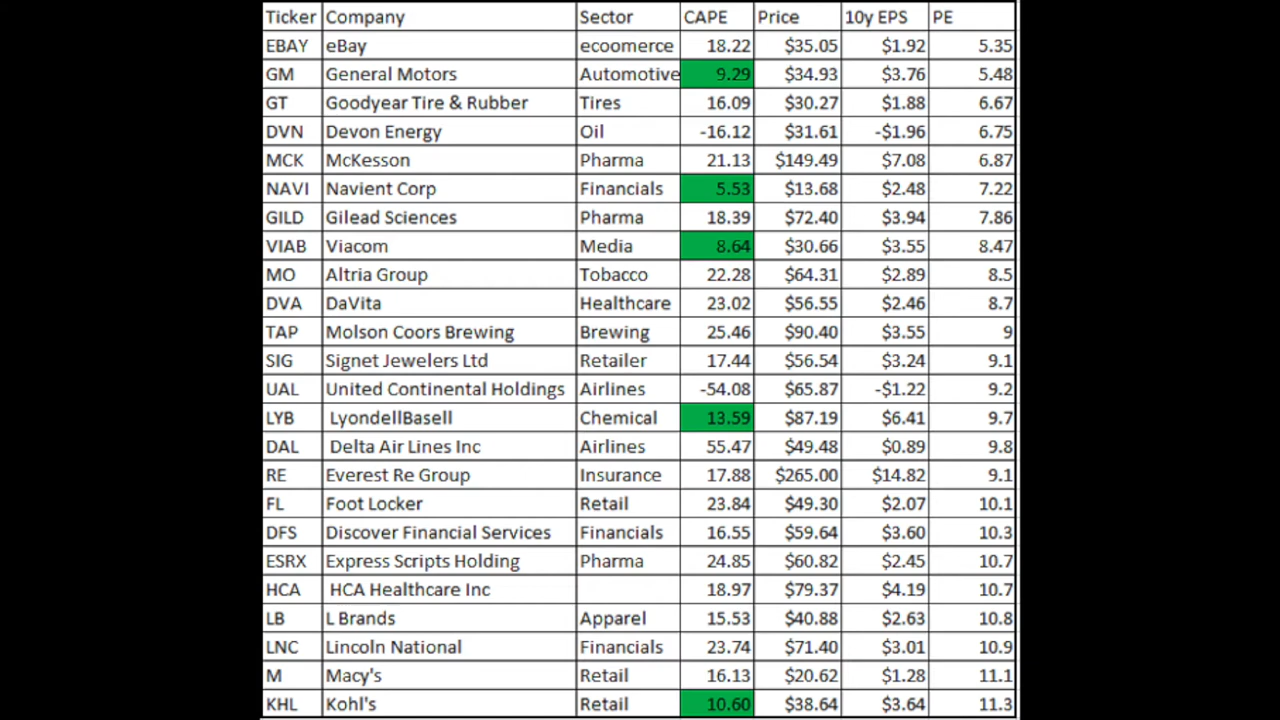 Ticker Company Sector CAPE Price 10y EPS PE
EBAY eBay ecoomerce 18.22 $35.05 $1.92 5.35
GM General Motors Automotive 9.29 $34.93 $3.76 5.48
GT Goodyear Tire & Rubber Tires 16.09 $30.27 $1.88 6.67
DVN Devon Energy Oil -16.12 $31.61 -$1.96 6.75
MCK McKesson Pharma 21.13 $149.49 $7.08 6.87
NAVI Navient Corp Financials 5.53 $13.68 $2.48 7.22
GILD Gilead Sciences Pharma 18.39 $72.40 $3.94 7.86
VIAB Viacom Media 8.64 $30.66 $3.55 8.47
MO Altria Group Tobacco 22.28 $64.31 $2.89 8.5
DVA DaVita Healthcare 23.02 $56.55 $2.46 8.7
TAP Molson Coors Brewing Brewing 25.46 $90.40 $3.55 9
SIG Signet Jewelers Ltd Retailer 17.44 $56.54 $3.24 9.1
UAL United Continental Holdings Airlines -54.08 $65.87 -$1.22 9.2
LYB LyondellBasell Chemical 13.59 $87.19 $6.41 9.7
DAL Delta Air Lines Inc Airlines 55.47 $49.48 $0.89 9.8
RE Everest Re Group Insurance 17.88 $265.00 $14.82 9.1
FL Foot Locker Retail 23.84 $49.30 $2.07 10.1
DFS Discover Financial Services Financials 16.55 $59.64 $3.60 10.3
ESRX Express Scripts Holding Pharma 24.85 $60.82 $2.45 10.7
HCA HCA Healthcare Inc 18.97 $79.37 $4.19 10.7
LB L Brands Apparel 15.53 $40.88 $2.63 10.8
LNC Lincoln National Financials 23.74 $71.40 $3.01 10.9
M Macy's Retail 16.13 $20.62 $1.28 11.1
KHL Kohl's Retail 10.60 $38.64 $3.64 11.3